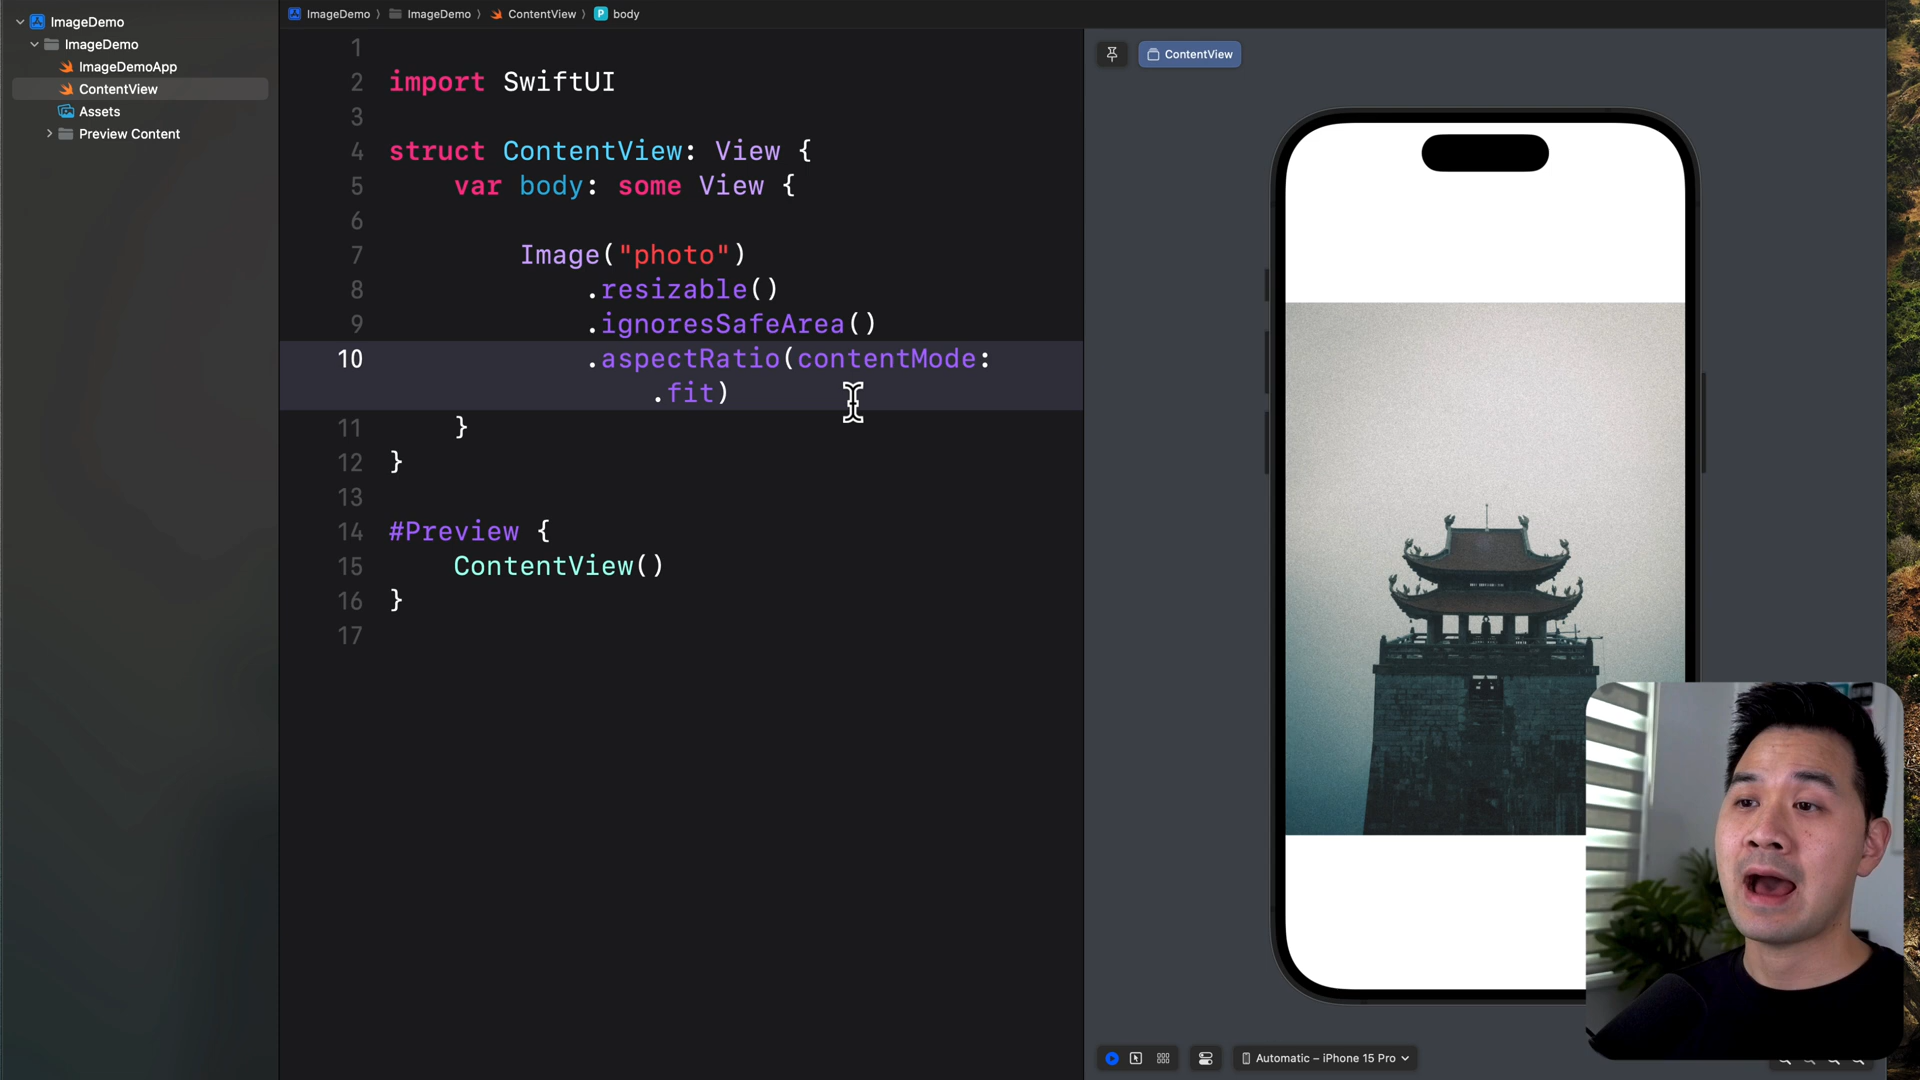 ImageDemo
ImageDemo
ImageDemoApp
ContentView
Assets
Preview Content
ImageDemo 〉 ImageDemo 〉 ContentView 〉 P body
1
2 import SwiftUI
3
4 struct ContentView: View {
5 var body: some View {
6
7 Image("photo")
8 .resizable()
9 .ignoresSafeArea()
10 .aspectRatio(contentMode:
.fit)
11 }
12 }
13
14 #Preview {
15 ContentView()
16 }
17
ContentView
Automatic – iPhone 15 Pro